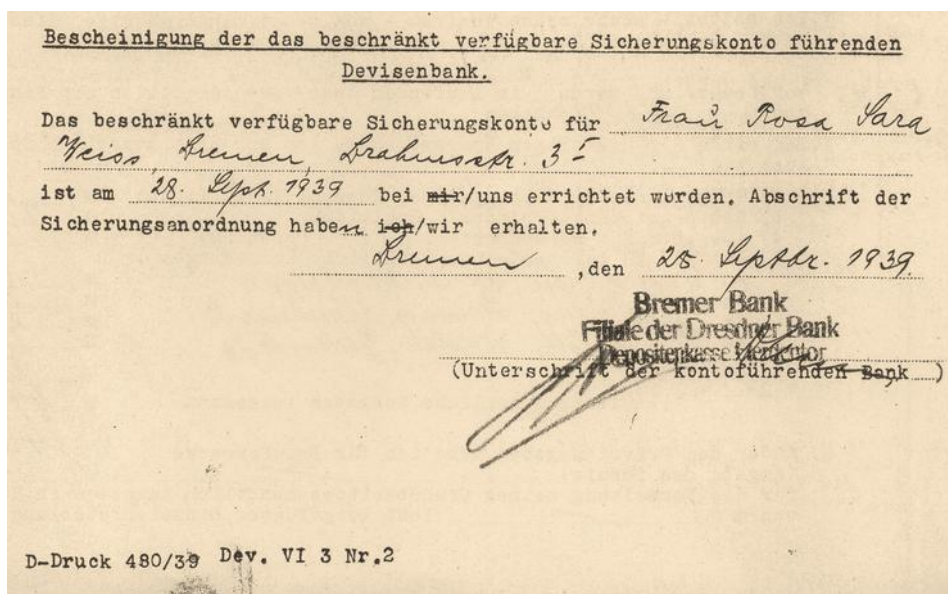 Bescheinigung der das beschränkt verfügbare Sicherungskonto führenden
Devisenbank.
Das beschränkt verfügbare Sicherungskonto für Frau Rosa Sara
Weiss Bremen, Brahmsstr. 3 I
ist am 28. Sept. 1939 bei mir/uns errichtet worden. Abschrift der
Sicherungsanordnung haben ich/wir erhalten.
Bremen, den 28. Septbr. 1939
Bremer Bank
Filiale der Dresdner Bank
Depositenkasse Herdentor
(Unterschrift der kontoführenden Bank)
D-Druck 480/39 Dev. VI 3 Nr.2